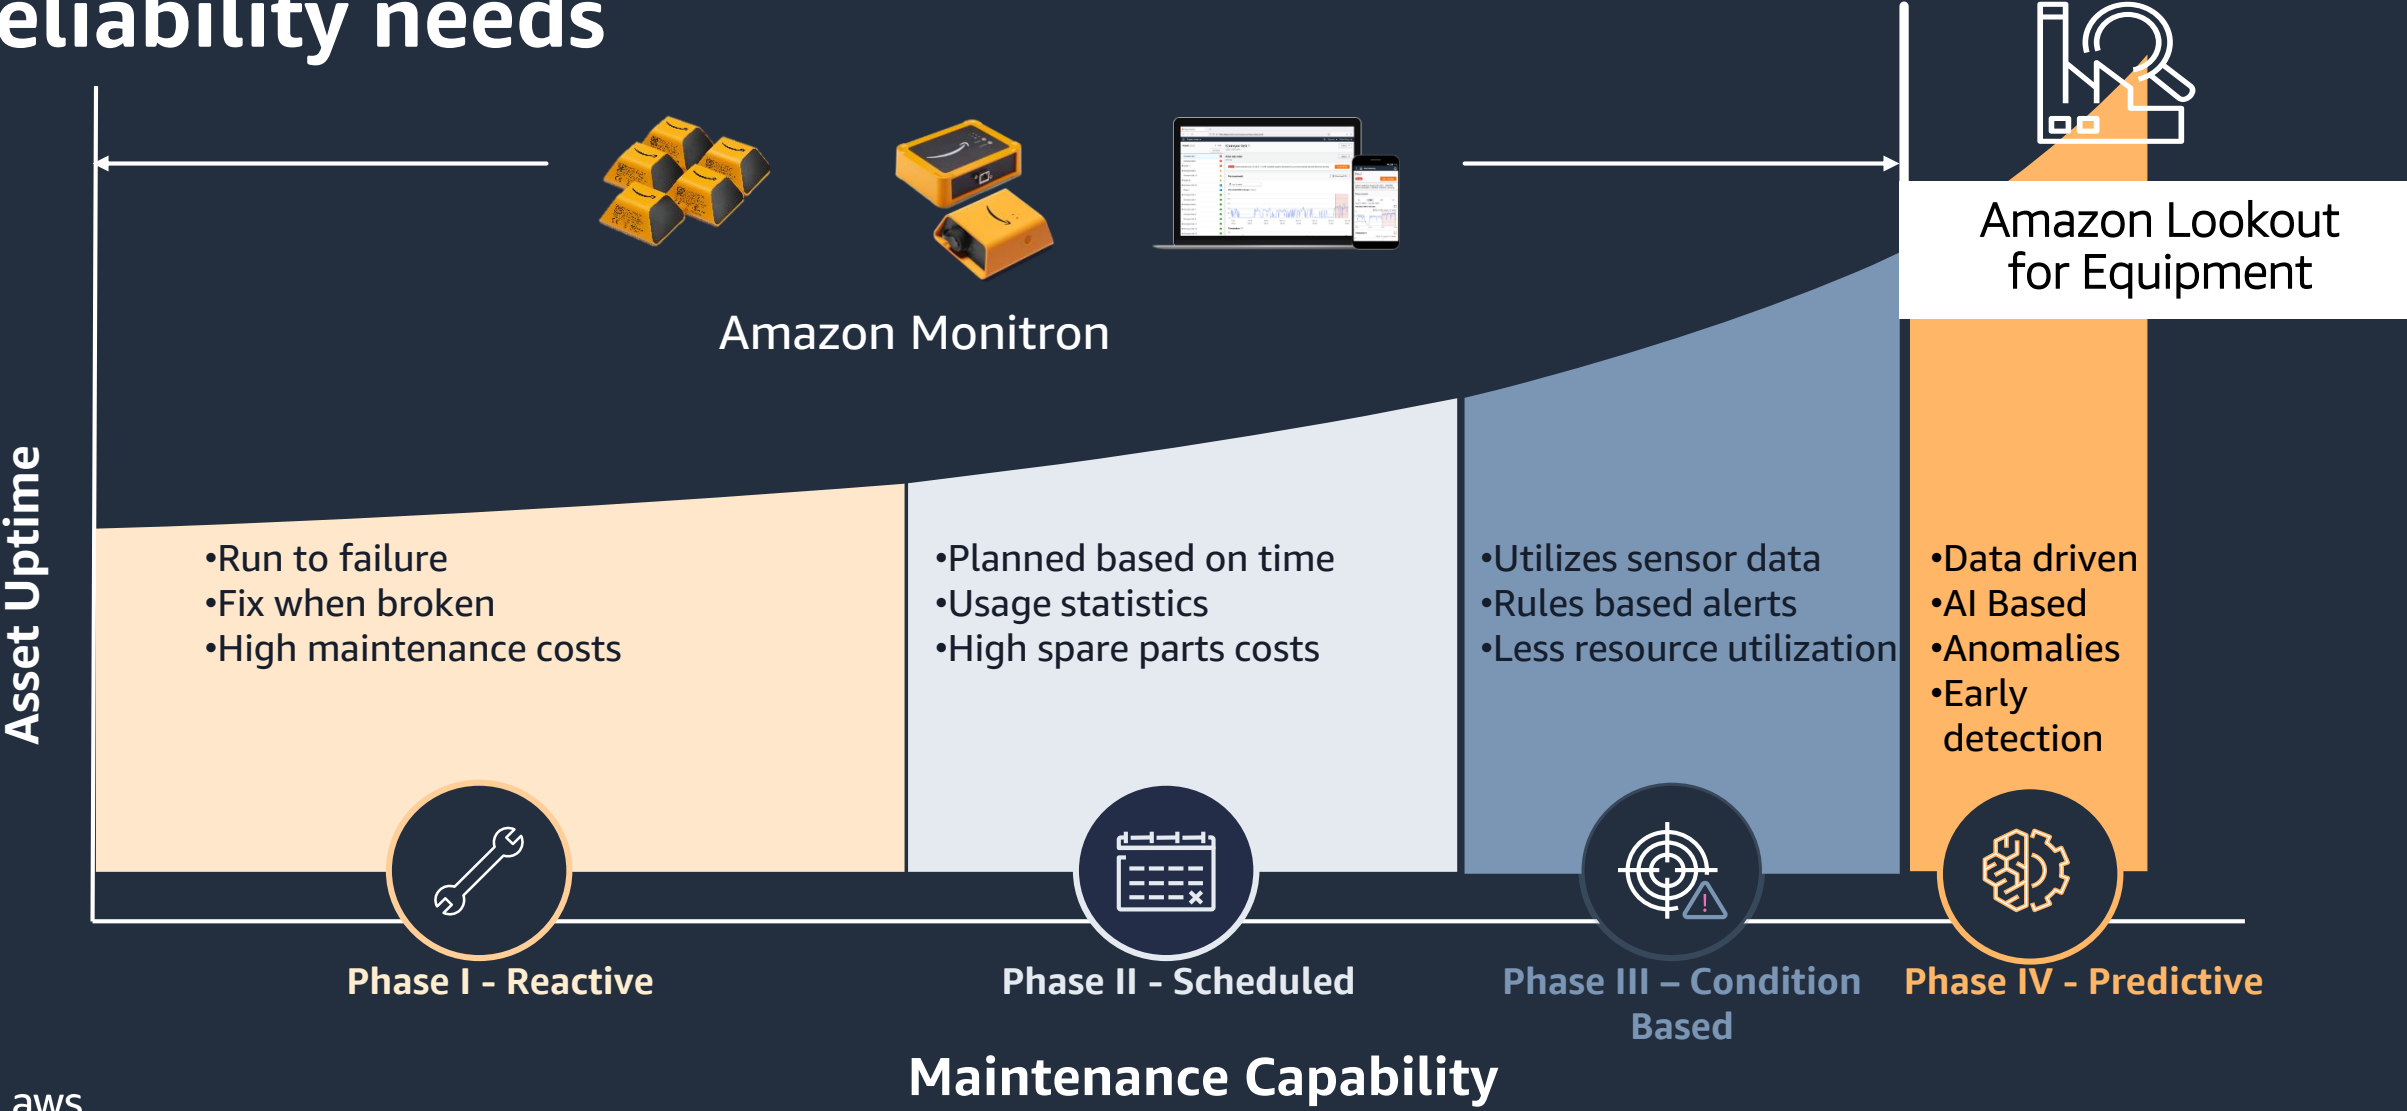 eliability needs
Amazon Monitron
Amazon Lookout
for Equipment
Asset Uptime
•Run to failure
•Fix when broken
•High maintenance costs
•Planned based on time
•Usage statistics
•High spare parts costs
•Utilizes sensor data
•Rules based alerts
•Less resource utilization
•Data driven
•AI Based
•Anomalies
•Early
detection
Phase I - Reactive
Phase II - Scheduled
Phase III – Condition
Based
Phase IV - Predictive
Maintenance Capability
aws